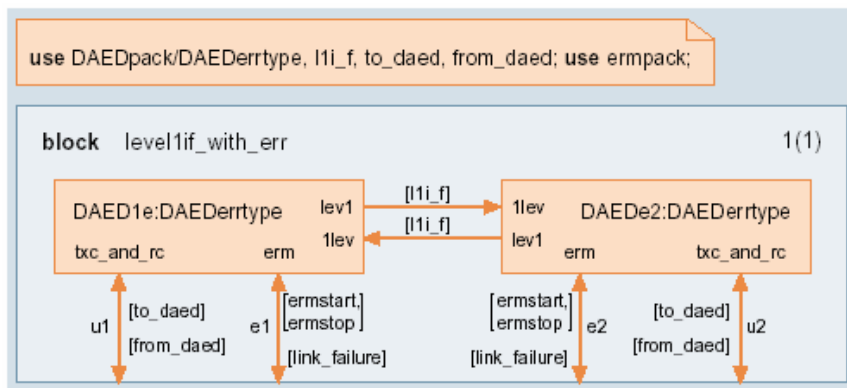 use DAEDpack/DAEDerrtype, l1i_f, to_daed, from_daed; use ermpack;
block level1if_with_err 1(1)
DAED1e:DAEDerrtype
lev1
1lev
txc_and_rc
erm
[l1i_f]
[l1i_f]
1lev
lev1
DAEDe2:DAEDerrtype
erm
txc_and_rc
u1
[to_daed]
[from_daed]
e1
[ermstart,
ermstop]
[link_failure]
[ermstart,
ermstop]
[link_failure]
e2
[to_daed]
[from_daed]
u2